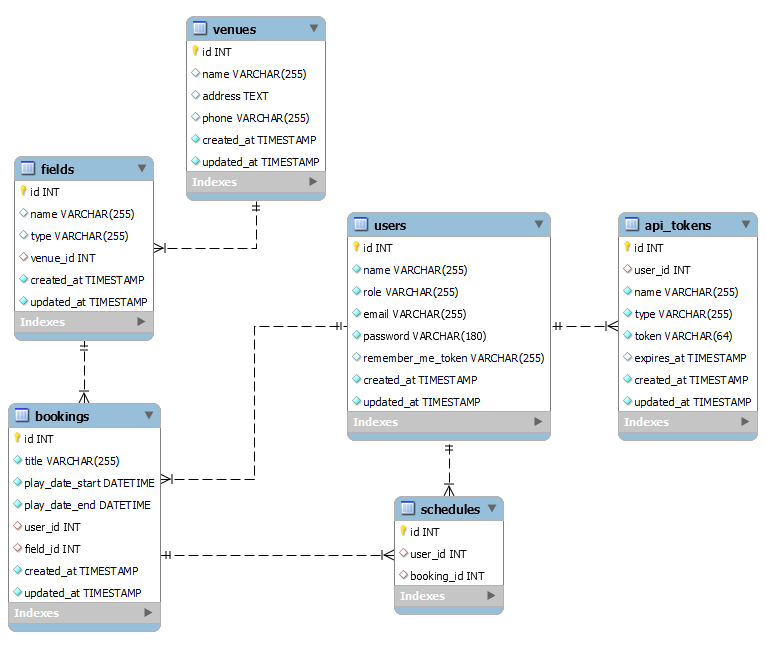 venues
id INT
name VARCHAR(255)
address TEXT
phone VARCHAR(255)
created_at TIMESTAMP
updated_at TIMESTAMP
Indexes
fields
id INT
name VARCHAR(255)
type VARCHAR(255)
venue_id INT
created_at TIMESTAMP
updated_at TIMESTAMP
Indexes
users
id INT
name VARCHAR(255)
role VARCHAR(255)
email VARCHAR(255)
password VARCHAR(180)
remember_me_token VARCHAR(255)
created_at TIMESTAMP
updated_at TIMESTAMP
Indexes
api_tokens
id INT
user_id INT
name VARCHAR(255)
type VARCHAR(255)
token VARCHAR(64)
expires_at TIMESTAMP
created_at TIMESTAMP
updated_at TIMESTAMP
Indexes
bookings
id INT
title VARCHAR(255)
play_date_start DATETIME
play_date_end DATETIME
user_id INT
field_id INT
created_at TIMESTAMP
updated_at TIMESTAMP
Indexes
schedules
id INT
user_id INT
booking_id INT
Indexes